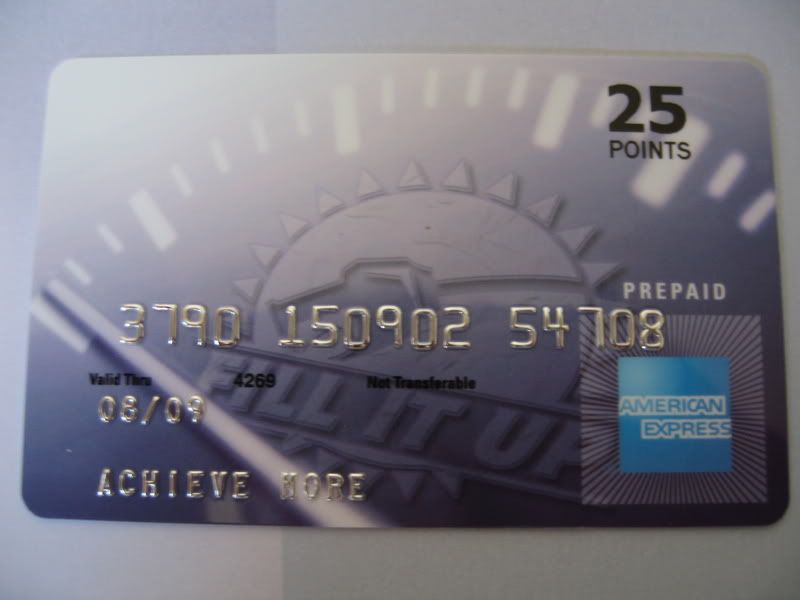 25
POINTS
PREPAID
3790 150902 54708
Valid Thru 4269 Not Transferable
08/09
FILL IT UP
AMERICAN
EXPRESS
ACHIEVE MORE